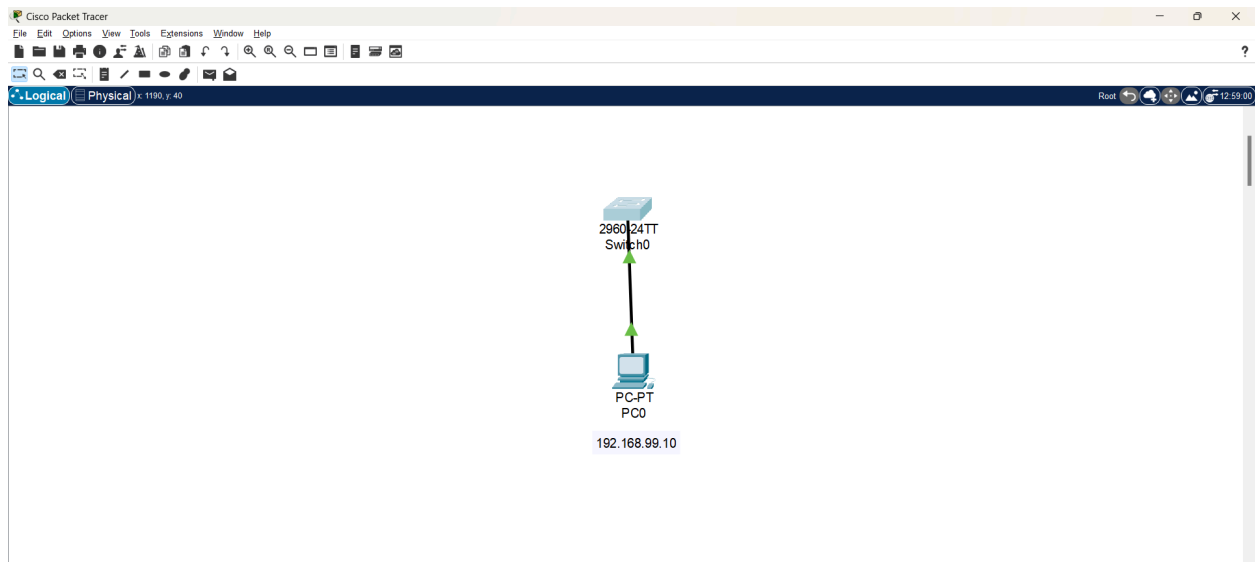 Cisco Packet Tracer
File Edit Options View Tools Extensions Window Help
?
Logical Physical x: 1190, y: 40 Root 12:59:00
2960-24TT
Switch0
PC-PT
PC0
192.168.99.10